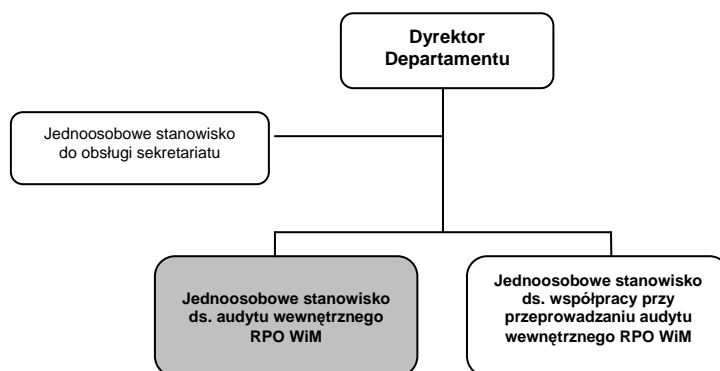 Dyrektor
Departamentu
Jednoosobowe stanowisko
do obsługi sekretariatu
Jednoosobowe stanowisko
ds. audytu wewnętrznego
RPO WiM
Jednoosobowe stanowisko
ds. współpracy przy
przeprowadzaniu audytu
wewnętrznego RPO WiM